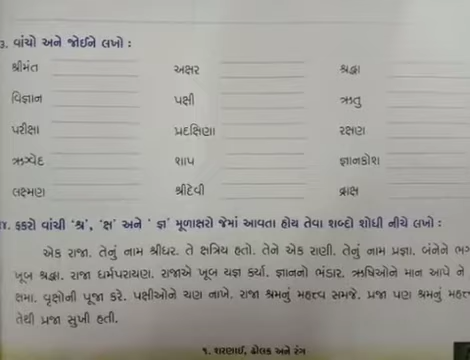 ૩. વાંચો અને જોઈને લખો :
શ્રીમંત અક્ષર શ્રદ્ધા
વિજ્ઞાન પક્ષી ઋતુ
પરીક્ષા પ્રદક્ષિણા રક્ષણ
ઋગ્વેદ શાપ જ્ઞાનકોશ
લક્ષ્મણ શ્રીદેવી દ્રાક્ષ
૪. ફકરો વાંચી ‘શ્ર’, ‘ક્ષ’ અને ‘ જ્ઞ’ મૂળાક્ષરો જેમાં આવતા હોય તેવા શબ્દો શોધી નીચે લખો :
એક રાજા. તેનું નામ શ્રીધર. તે ક્ષત્રિય હતો. તેને એક રાણી. તેનું નામ પ્રજ્ઞા. બંનેને
ખૂબ શ્રદ્ધા. રાજા ધર્મપરાયણ. રાજાએ ખૂબ યજ્ઞ કર્યા. જ્ઞાનનો ભંડાર. ઋષિઓને માન આપે ને
ક્ષમા. વૃક્ષોની પૂજા કરે. પક્ષીઓને ચણ નાખે. રાજા શ્રમનું મહત્ત્વ સમજે. પ્રજા પણ શ્રમનું
તેથી પ્રજા સુખી હતી.
૧. શરણાઈ, ઢોલક અને રંગ